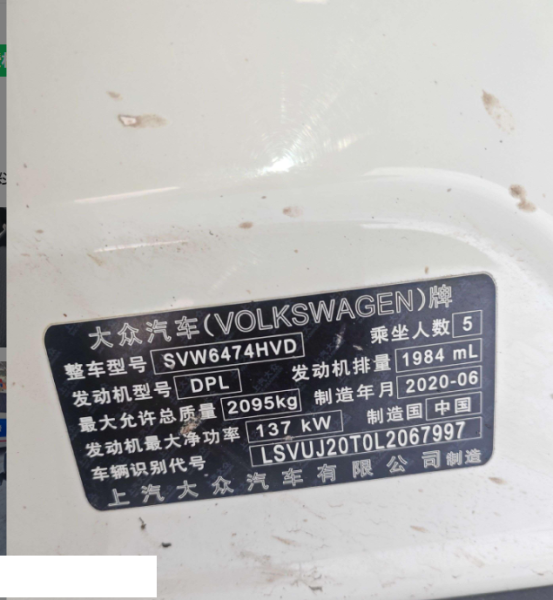 大众汽车(VOLKSWAGEN)牌
整车型号 SVW6474HVD 乘坐人数 5
发动机型号 DPL 发动机排量 1984 mL
最大允许总质量 2095kg 制造年月 2020-06
发动机最大净功率 137 kW 制造国 中国
车辆识别代号 LSVUJ20T0L2067997
上汽大众汽车有限公司制造